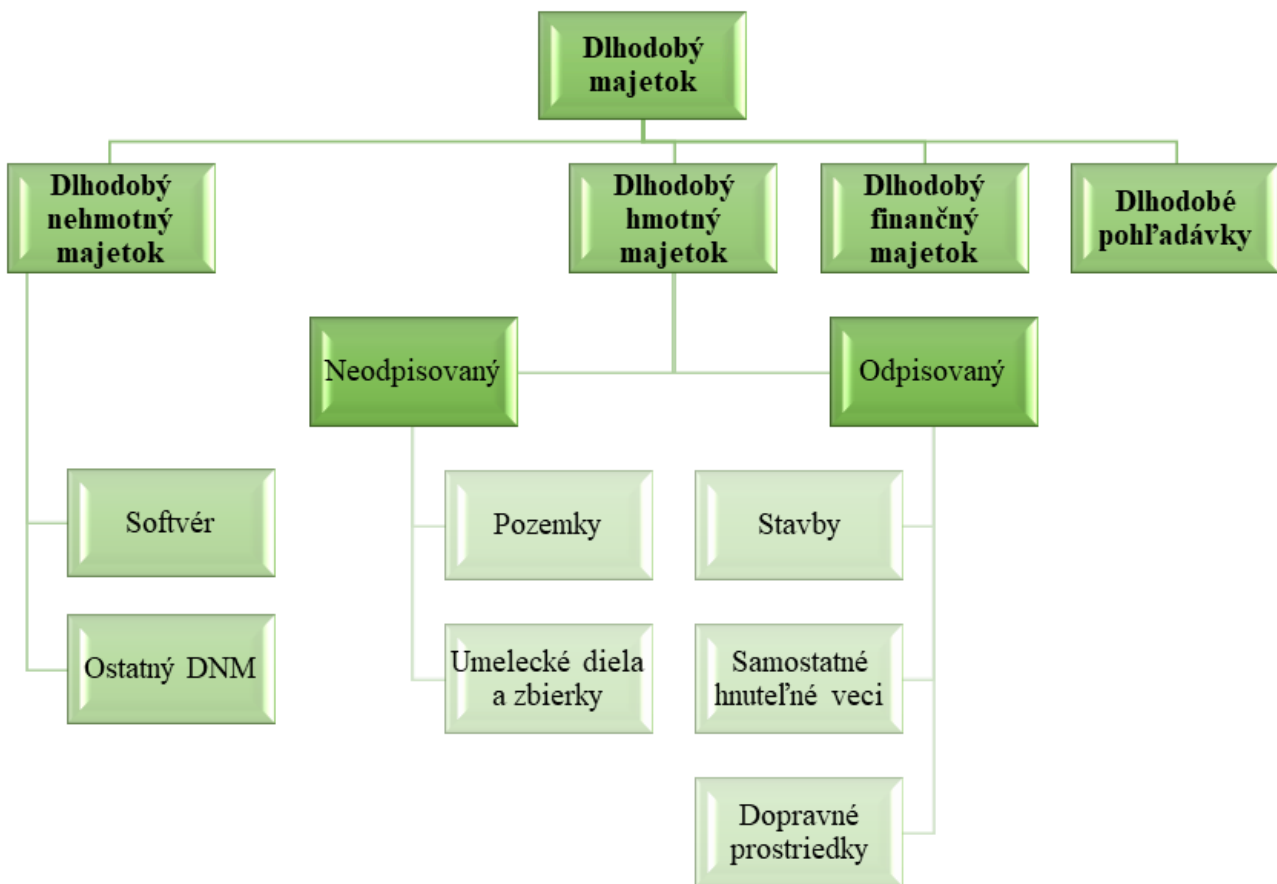 Dlhodobý
majetok
Dlhodobý
nehmotný
majetok
Dlhodobý
hmotný
majetok
Dlhodobý
finančný
majetok
Dlhodobé
pohľadávky
Neodpisovaný
Odpisovaný
Softvér
Ostatný DNM
Pozemky
Umelecké diela
a zbierky
Stavby
Samostatné
hnuteľné veci
Dopravné
prostriedky